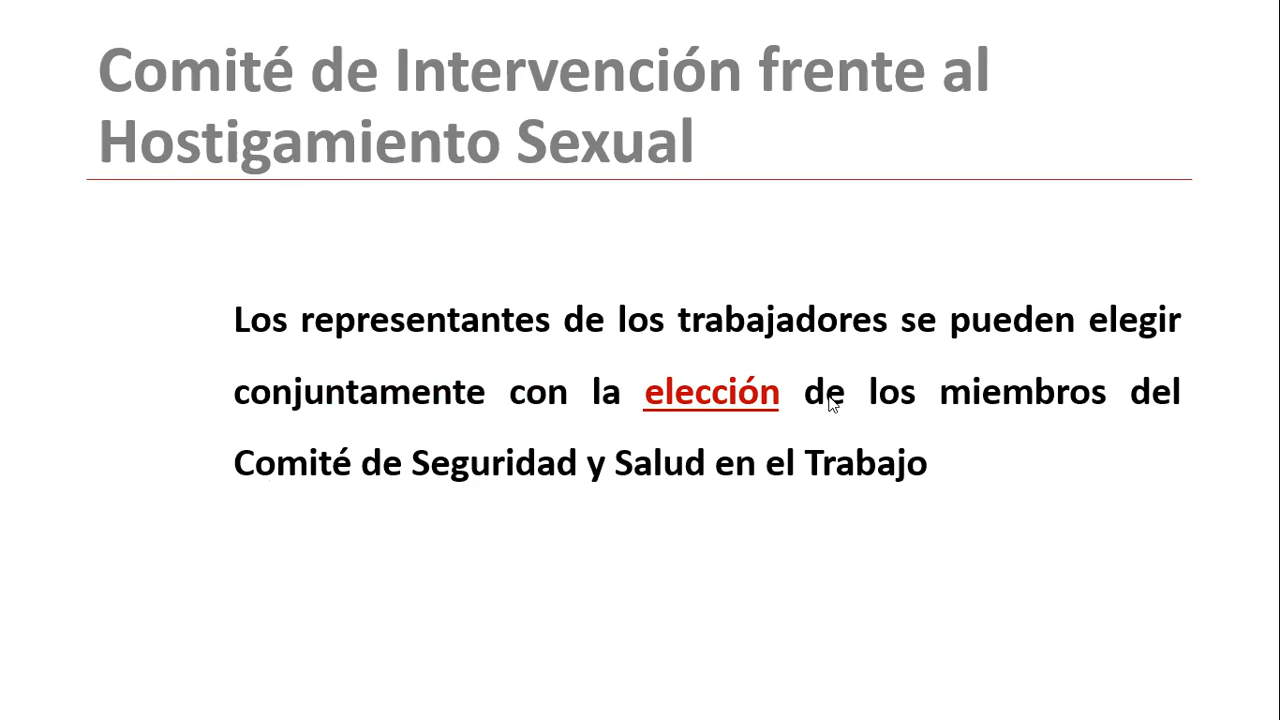 Comité de Intervención frente al
Hostigamiento Sexual
Los representantes de los trabajadores se pueden elegir
conjuntamente con la elección de los miembros del
Comité de Seguridad y Salud en el Trabajo